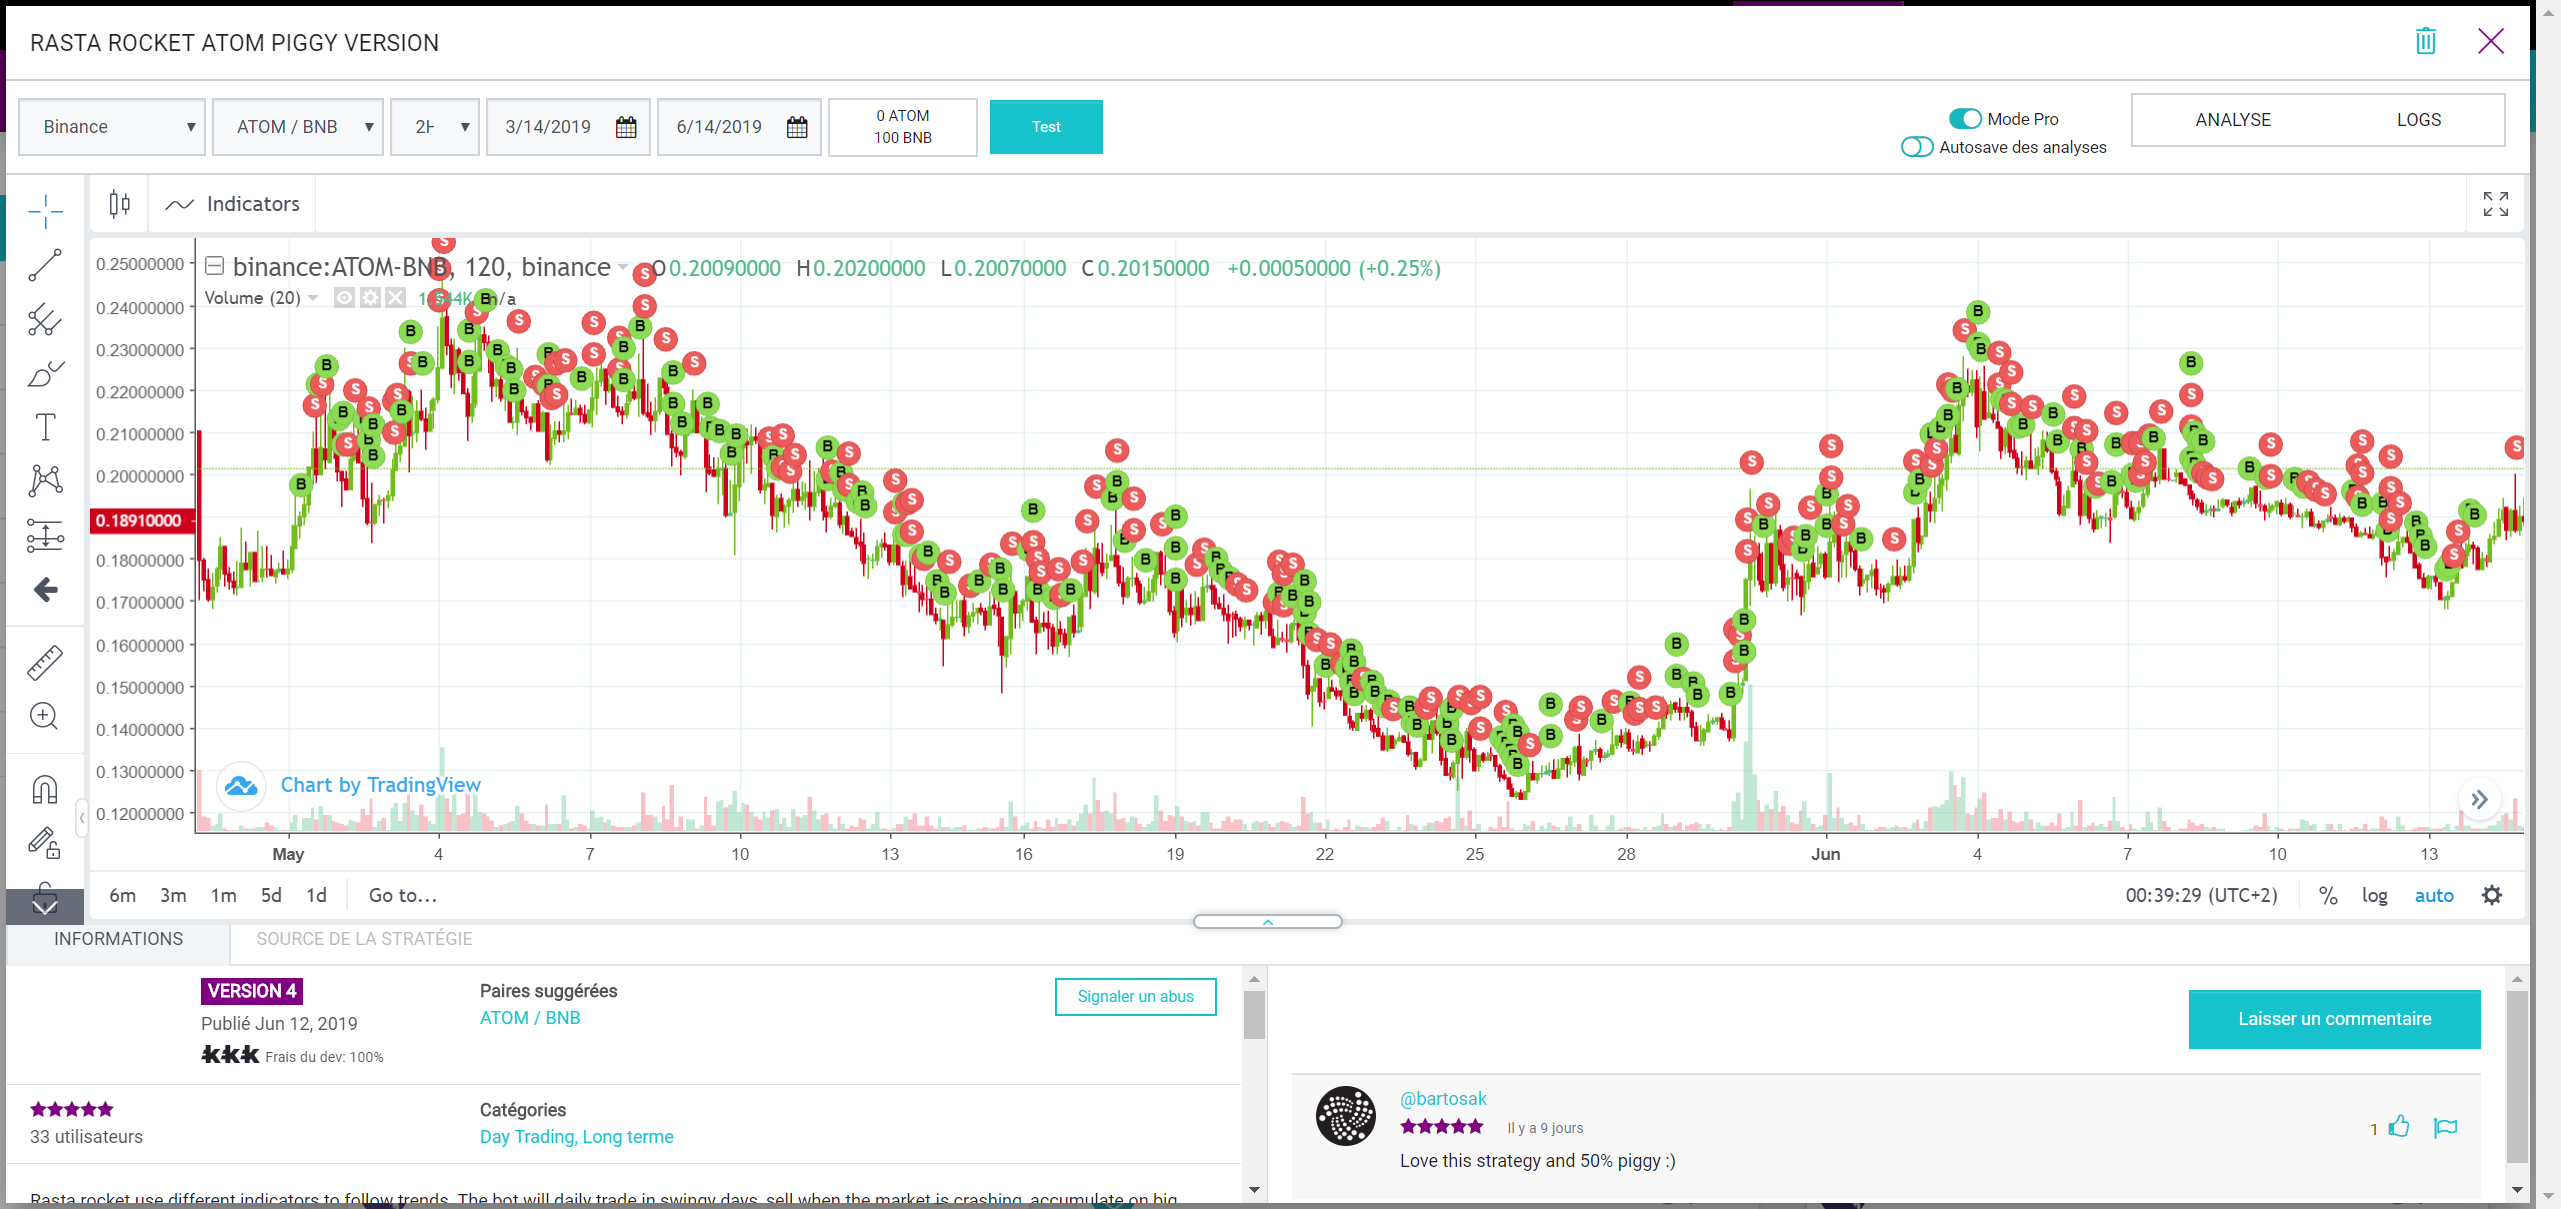 RASTA ROCKET ATOM PIGGY VERSION
Binance ATOM / BNB 2H 3/14/2019 6/14/2019
0 ATOM
100 BNB
Test
Mode Pro
Autosave des analyses
ANALYSE LOGS
Indicators
binance:ATOM-BNB, 120, binance O 0.20090000 H 0.20200000 L 0.20070000 C 0.20150000 +0.00050000 (+0.25%)
Volume (20) n/a
0.25000000
0.24000000
0.23000000
0.22000000
0.21000000
0.20000000
0.18910000
0.18000000
0.17000000
0.16000000
0.15000000
0.14000000
0.13000000
0.12000000
Chart by TradingView
May 4 7 10 13 16 19 22 25 28 Jun 4 7 10 13
6m 3m 1m 5d 1d Go to...
00:39:29 (UTC+2) % log auto
INFORMATIONS SOURCE DE LA STRATÉGIE
VERSION 4
Publié Jun 12, 2019
Frais du dev: 100%
Paires suggérées
ATOM / BNB
Signaler un abus
33 utilisateurs
Catégories
Day Trading, Long terme
Rasta rocket use different indicators to follow trends. The bot will daily trade in swingy days, sell when the market is crashing, accumulate on big
Laisser un commentaire
@bartosak
Il y a 9 jours
1
Love this strategy and 50% piggy :)